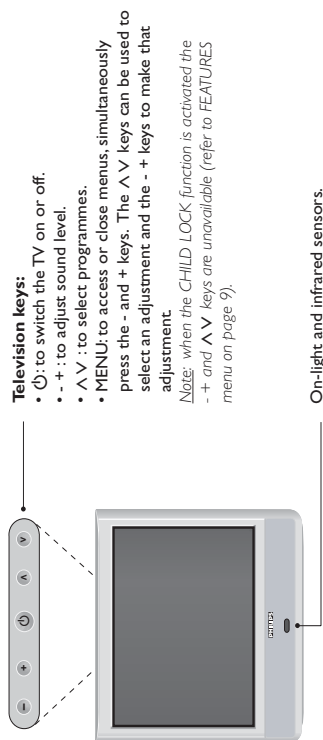 Television keys:
• ⏻: to switch the TV on or off.
• - + : to adjust sound level.
• ∧ ∨ : to select programmes.
• MENU: to access or close menus, simultaneously
press the - and + keys. The ∧ ∨ keys can be used to
select an adjustment and the - + keys to make that
adjustment.
Note: when the CHILD LOCK function is activated the
- + and ∧∨ keys are unavailable (refer to FEATURES
menu on page 9).
- + ⏻ ∧ ∨
PHILIPS
On-light and infrared sensors.